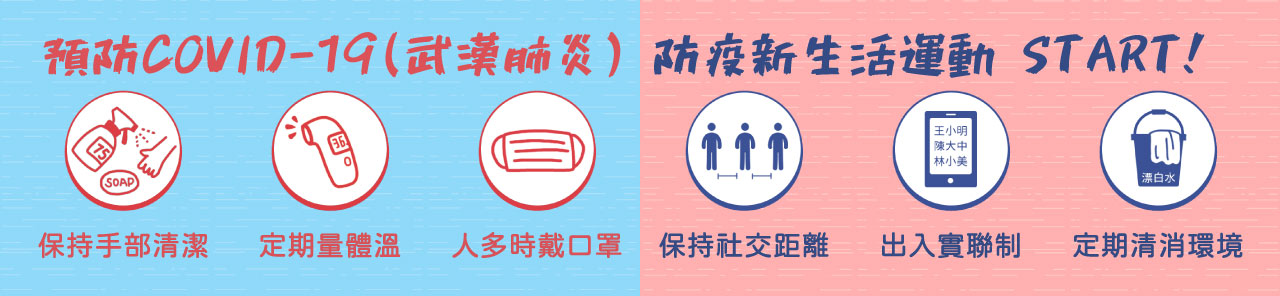 預防COVID-19(武漢肺炎) 防疫新生活運動 START!
75
SOAP
36
王小明
陳大中
林小美
漂白水
保持手部清潔
定期量體溫
人多時戴口罩
保持社交距離
出入實聯制
定期清消環境